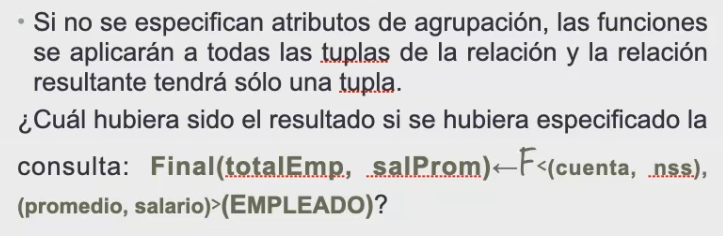 • Si no se especifican atributos de agrupación, las funciones
se aplicarán a todas las tuplas de la relación y la relación
resultante tendrá sólo una tupla.
¿Cuál hubiera sido el resultado si se hubiera especificado la
consulta: Final(totalEmp, salProm)←F<(cuenta, nss),
(promedio, salario)>(EMPLEADO)?